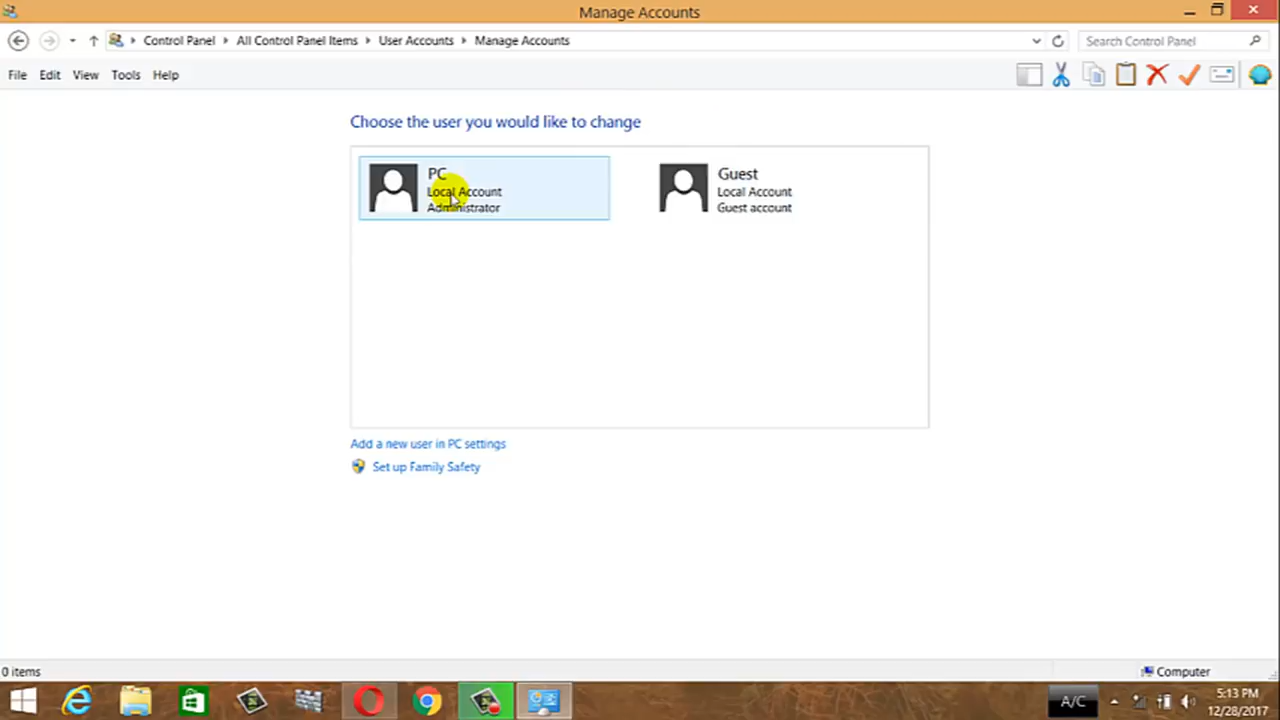 Manage Accounts
Control Panel All Control Panel Items User Accounts Manage Accounts
Search Control Panel
File Edit View Tools Help
Choose the user you would like to change
PC
Local Account
Administrator
Guest
Local Account
Guest account
Add a new user in PC settings
Set up Family Safety
0 items
Computer
A/C
5:13 PM
12/28/2017